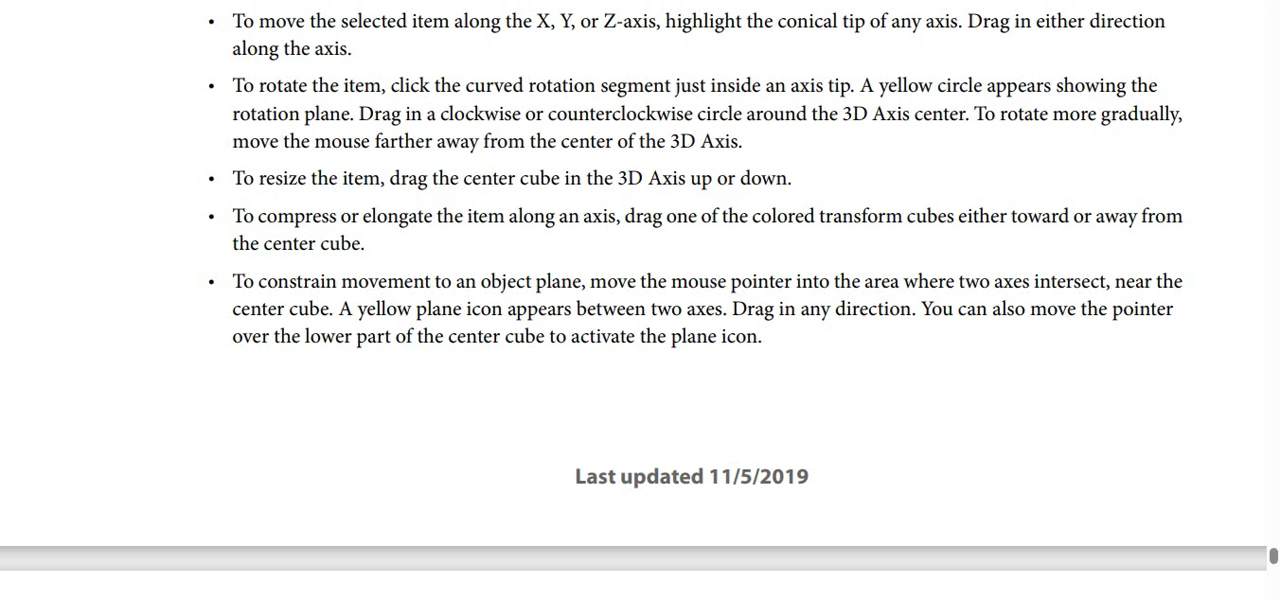 • To move the selected item along the X, Y, or Z-axis, highlight the conical tip of any axis. Drag in either direction
along the axis.
• To rotate the item, click the curved rotation segment just inside an axis tip. A yellow circle appears showing the
rotation plane. Drag in a clockwise or counterclockwise circle around the 3D Axis center. To rotate more gradually,
move the mouse farther away from the center of the 3D Axis.
• To resize the item, drag the center cube in the 3D Axis up or down.
• To compress or elongate the item along an axis, drag one of the colored transform cubes either toward or away from
the center cube.
• To constrain movement to an object plane, move the mouse pointer into the area where two axes intersect, near the
center cube. A yellow plane icon appears between two axes. Drag in any direction. You can also move the pointer
over the lower part of the center cube to activate the plane icon.
Last updated 11/5/2019